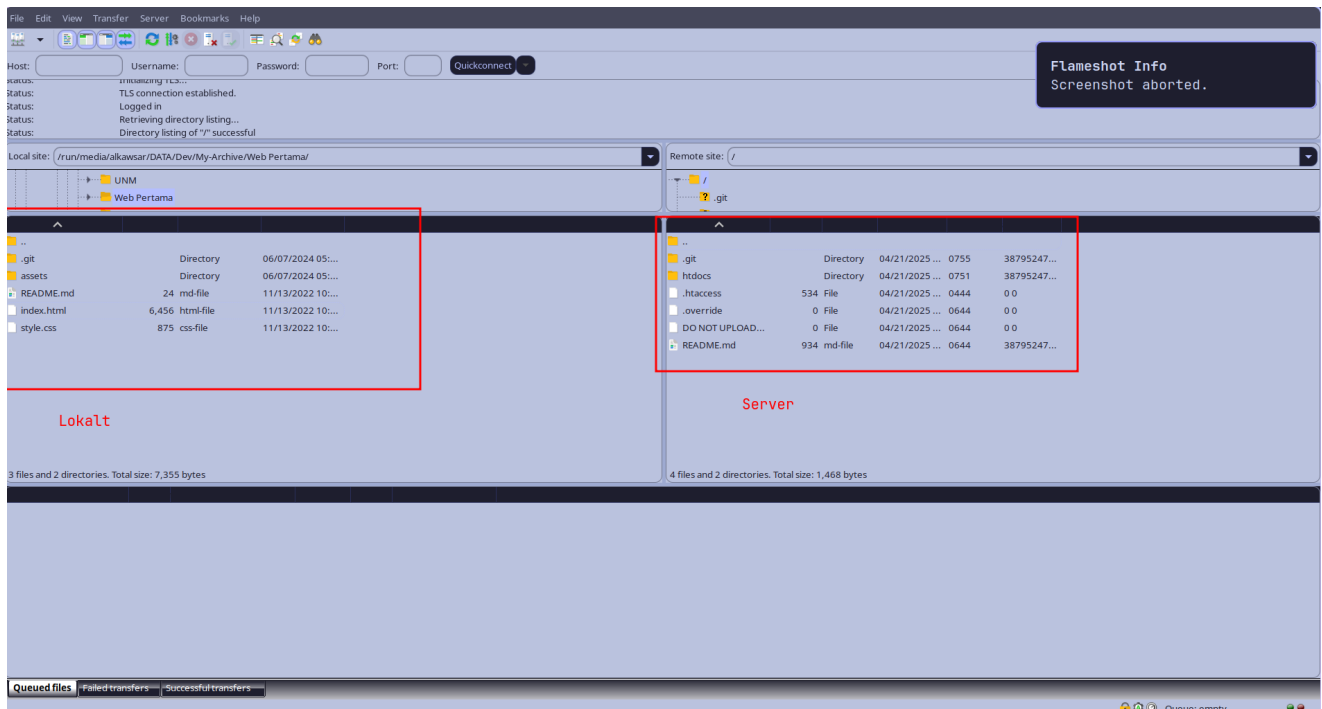 File Edit View Transfer Server Bookmarks Help
Host: Username: Password: Port: Quickconnect
Status: Initializing TLS...
Status: TLS connection established.
Status: Logged in
Status: Retrieving directory listing...
Status: Directory listing of "/" successful
Flameshot Info
Screenshot aborted.
Local site: /run/media/alkawsar/DATA/Dev/My-Archive/Web Pertama/
UNM
Web Pertama
..
.git Directory 06/07/2024 05:...
assets Directory 06/07/2024 05:...
README.md 24 md-file 11/13/2022 10:...
index.html 6,456 html-file 11/13/2022 10:...
style.css 875 css-file 11/13/2022 10:...
Lokalt
3 files and 2 directories. Total size: 7,355 bytes
Remote site: /
/
? .git
..
.git Directory 04/21/2025 ... 0755 38795247...
htdocs Directory 04/21/2025 ... 0751 38795247...
.htaccess 534 File 04/21/2025 ... 0444 0 0
.override 0 File 04/21/2025 ... 0644 0 0
DO NOT UPLOAD... 0 File 04/21/2025 ... 0644 0 0
README.md 934 md-file 04/21/2025 ... 0644 38795247...
Server
4 files and 2 directories. Total size: 1,468 bytes
Queued files Failed transfers Successful transfers
Queue: empty